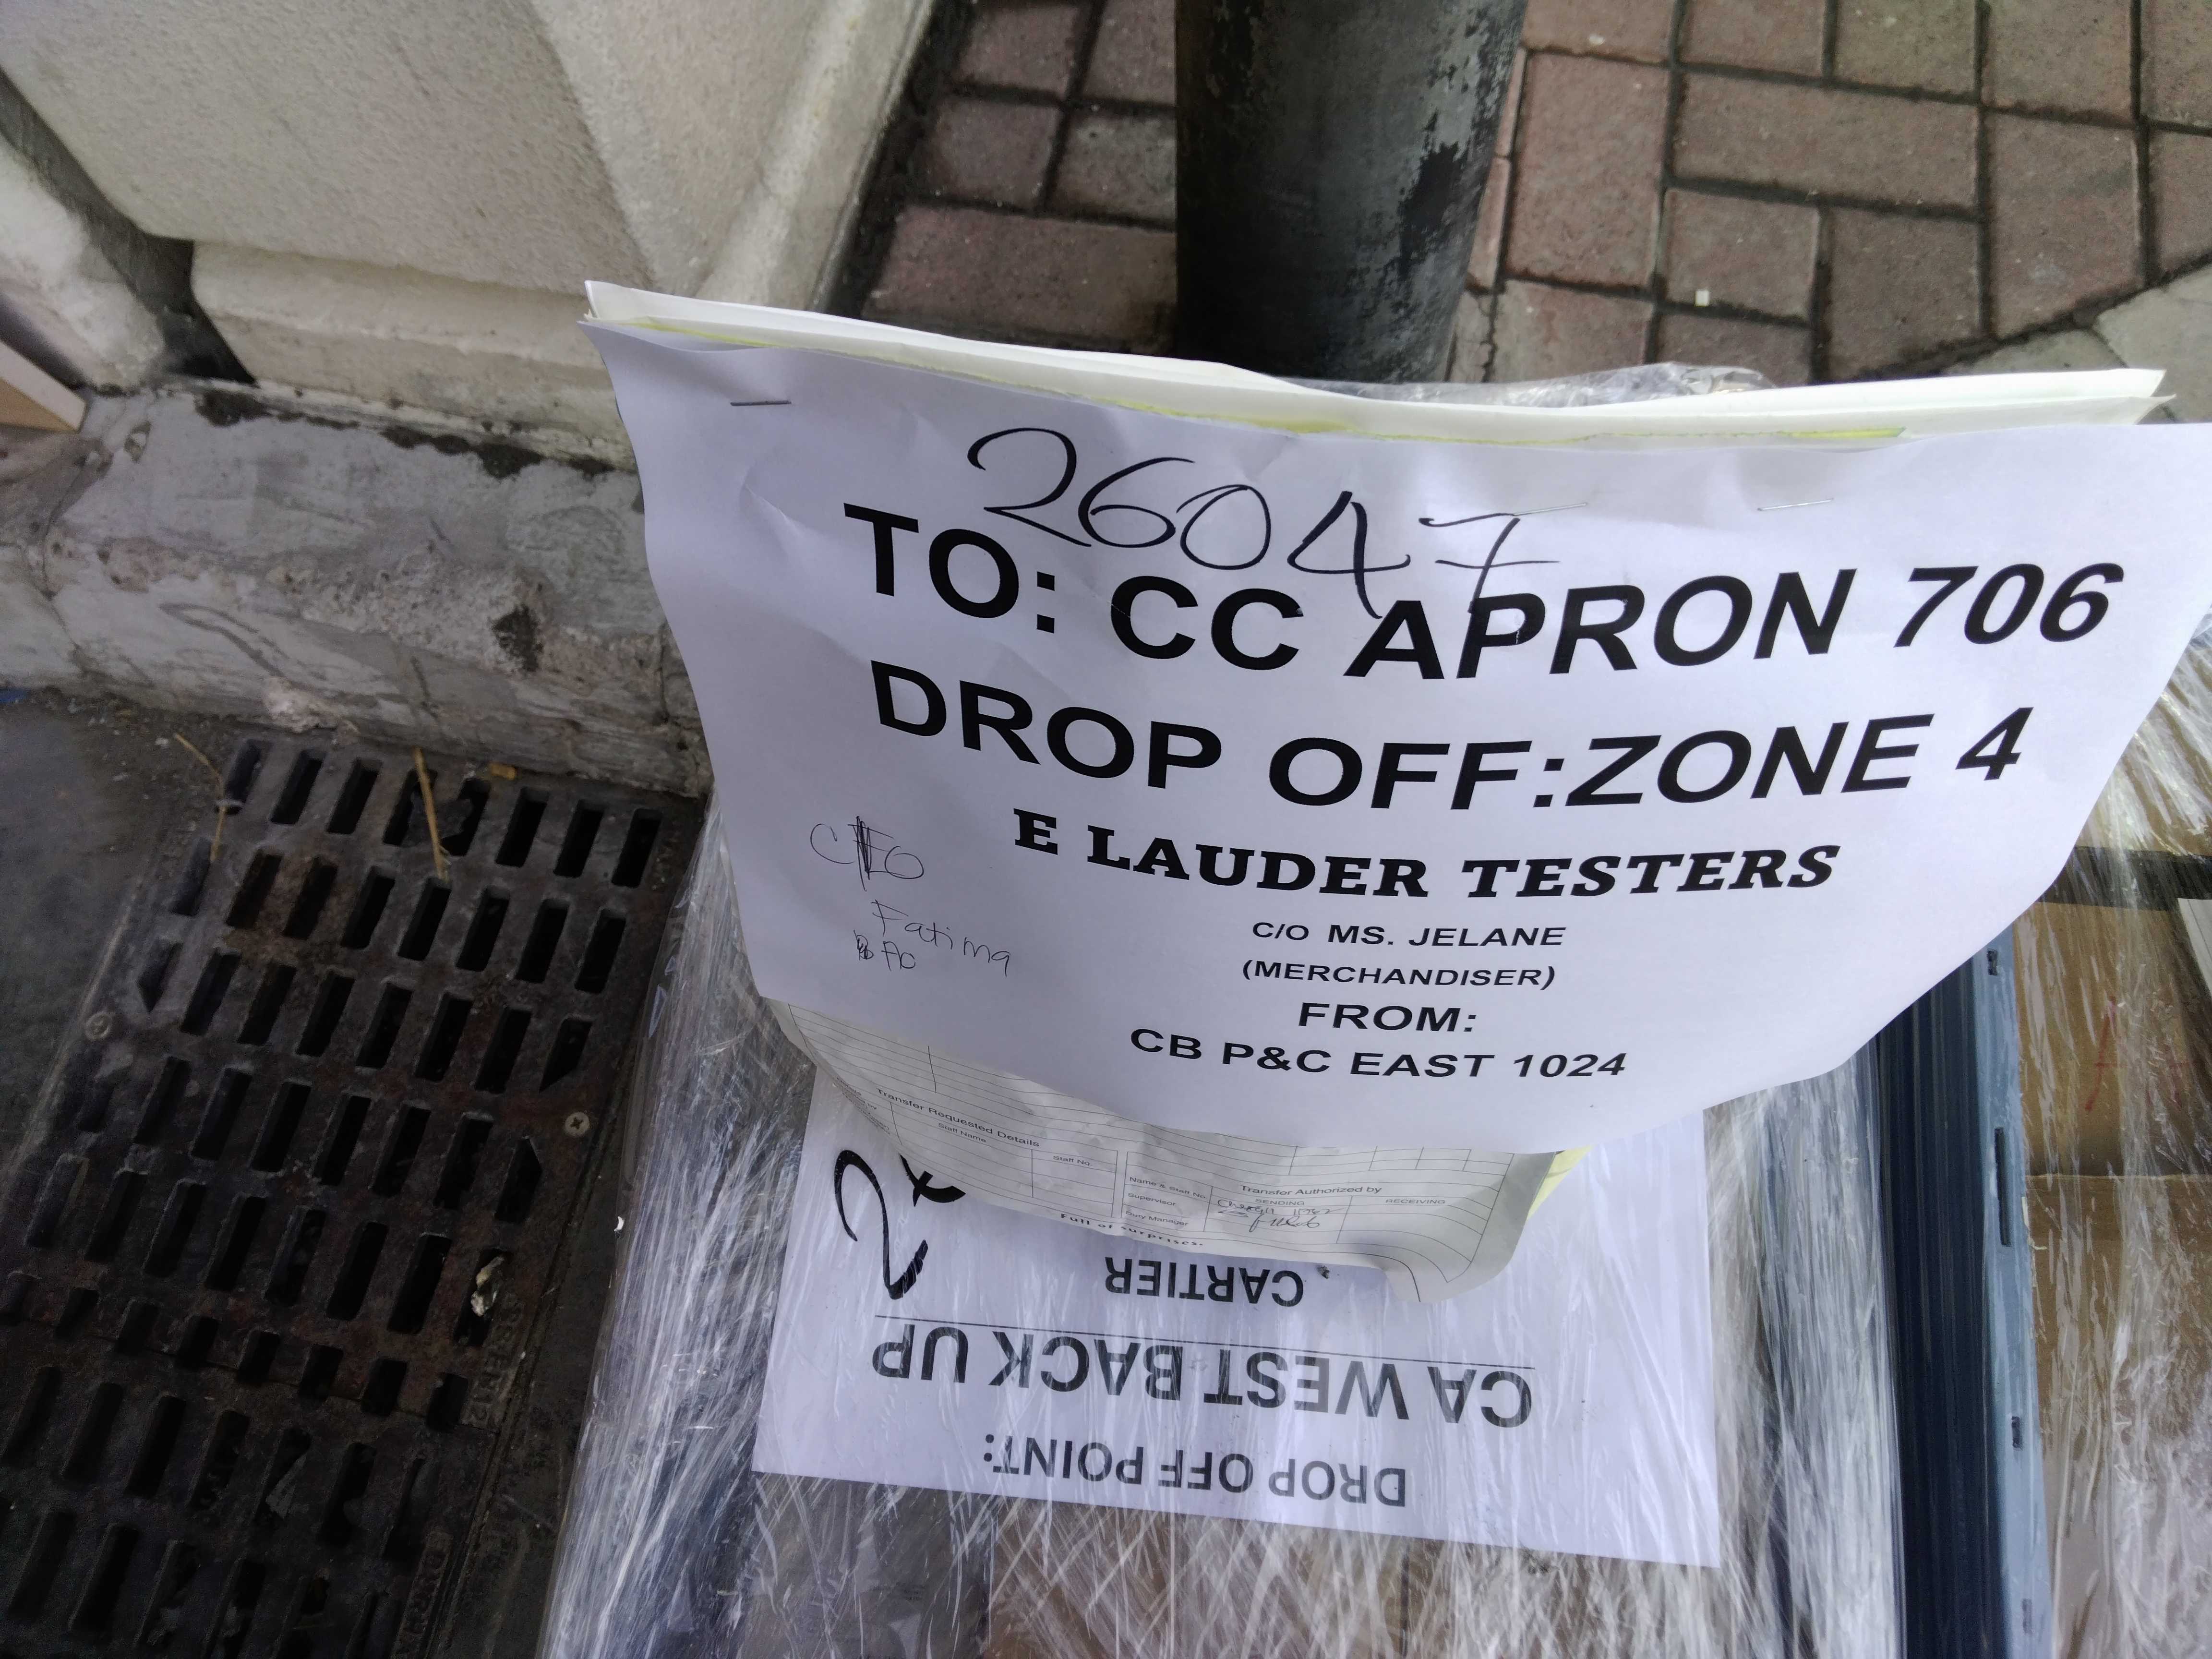 26047
TO: CC APRON 706
DROP OFF:ZONE 4
E LAUDER TESTERS
C/O MS. JELANE
(MERCHANDISER)
FROM:
CB P&C EAST 1024
Fatima
Transfer Requested Details
Staff Name
Staff No.
Transfer Authorized by
SENDING
RECEIVING
Name & Staff No.
Supervisor
Duty Manager
Full of surprises.
DROP OFF POINT:
CA WEST BACK UP
CARTIER